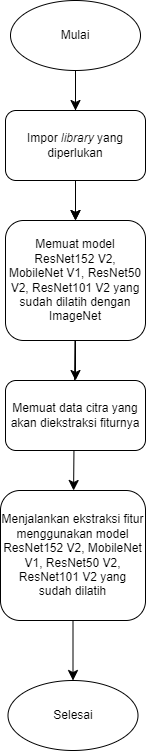 Mulai
Impor library yang
diperlukan
Memuat model
ResNet152 V2,
MobileNet V1, ResNet50
V2, ResNet101 V2 yang
sudah dilatih dengan
ImageNet
Memuat data citra yang
akan diekstraksi fiturnya
Menjalankan ekstraksi fitur
menggunakan model
ResNet152 V2, MobileNet
V1, ResNet50 V2,
ResNet101 V2 yang
sudah dilatih
Selesai